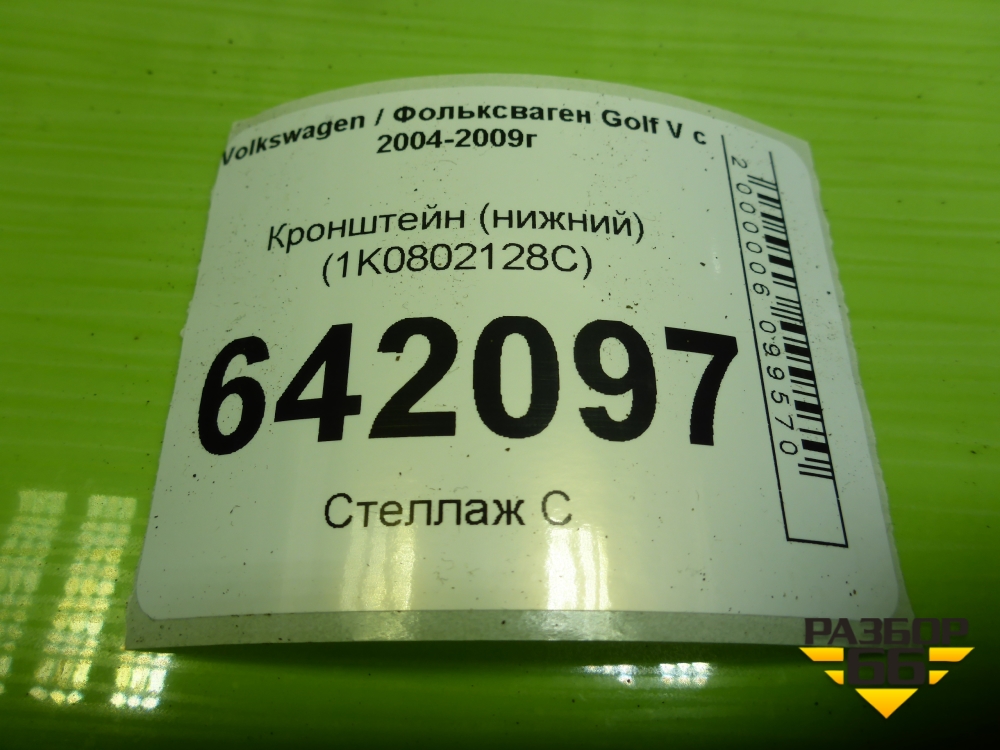 Volkswagen / Фольксваген Golf V с
2004-2009г
Кронштейн (нижний)
(1K0802128C)
642097
Стеллаж С
2000006099570
РАЗБОР
66